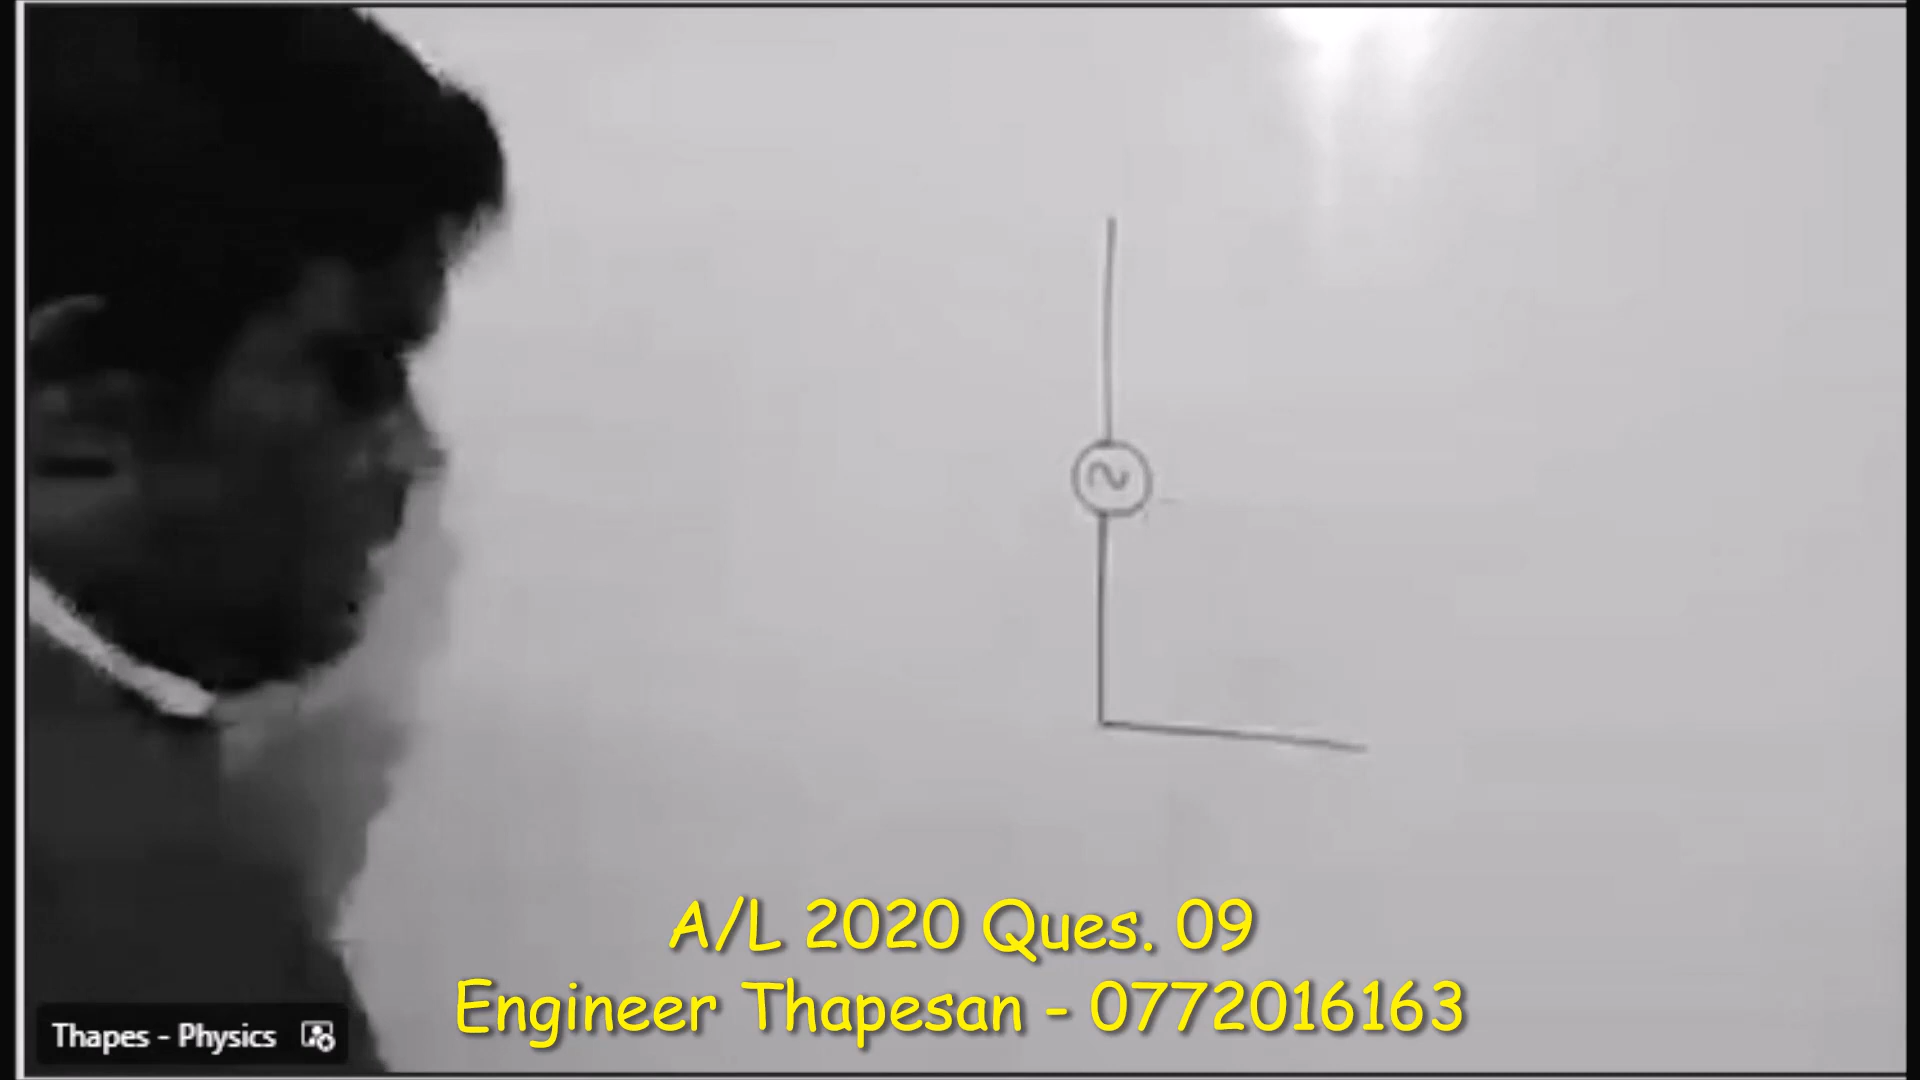 A/L 2020 Ques. 09
Engineer Thapesan - 0772016163
Thapes - Physics